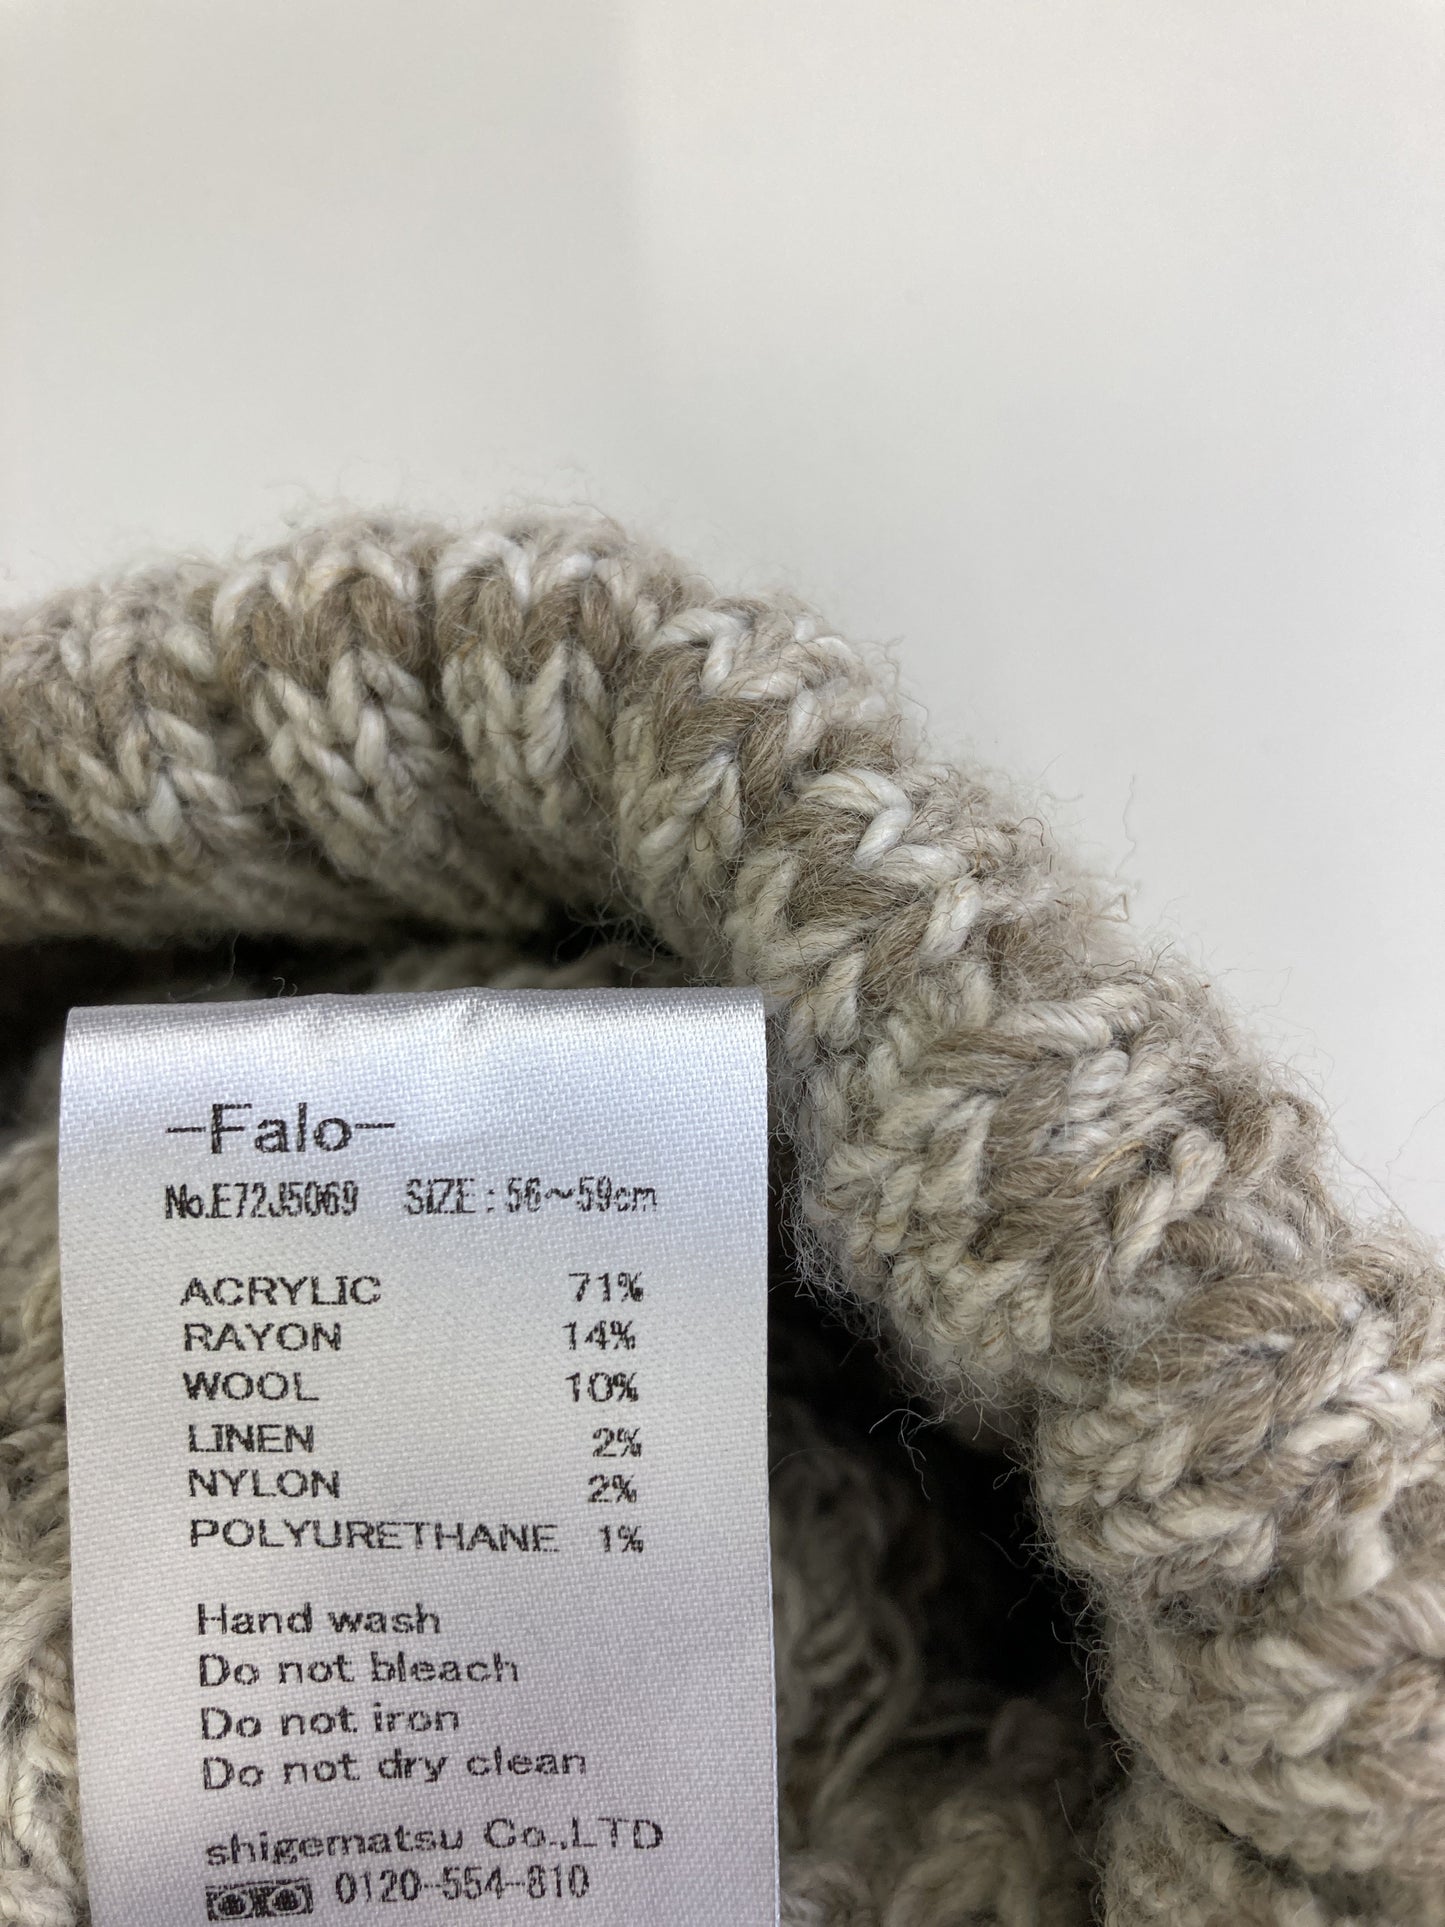 -Falo-
No.E72J5069 SIZE : 56~59cm
ACRYLIC 71%
RAYON 14%
WOOL 10%
LINEN 2%
NYLON 2%
POLYURETHANE 1%
Hand wash
Do not bleach
Do not iron
Do not dry clean
shigematsu Co.,LTD
0120-554-810